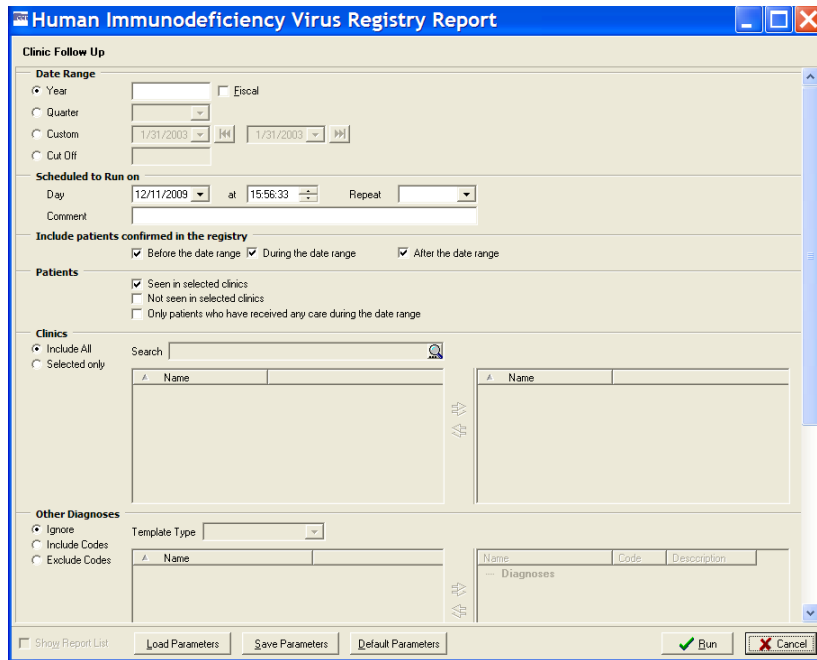 Human Immunodeficiency Virus Registry Report
Clinic Follow Up
Date Range
Year Fiscal
Quarter
Custom 1/31/2003 1/31/2003
Cut Off
Scheduled to Run on
Day 12/11/2009 at 15:56:33 Repeat
Comment
Include patients confirmed in the registry
Before the date range During the date range After the date range
Patients
Seen in selected clinics
Not seen in selected clinics
Only patients who have received any care during the date range
Clinics
Include All Search
Selected only
Name Name
Other Diagnoses
Ignore Template Type
Include Codes
Exclude Codes Name Name Code Desccription
Diagnoses
Show Report List Load Parameters Save Parameters Default Parameters Run Cancel